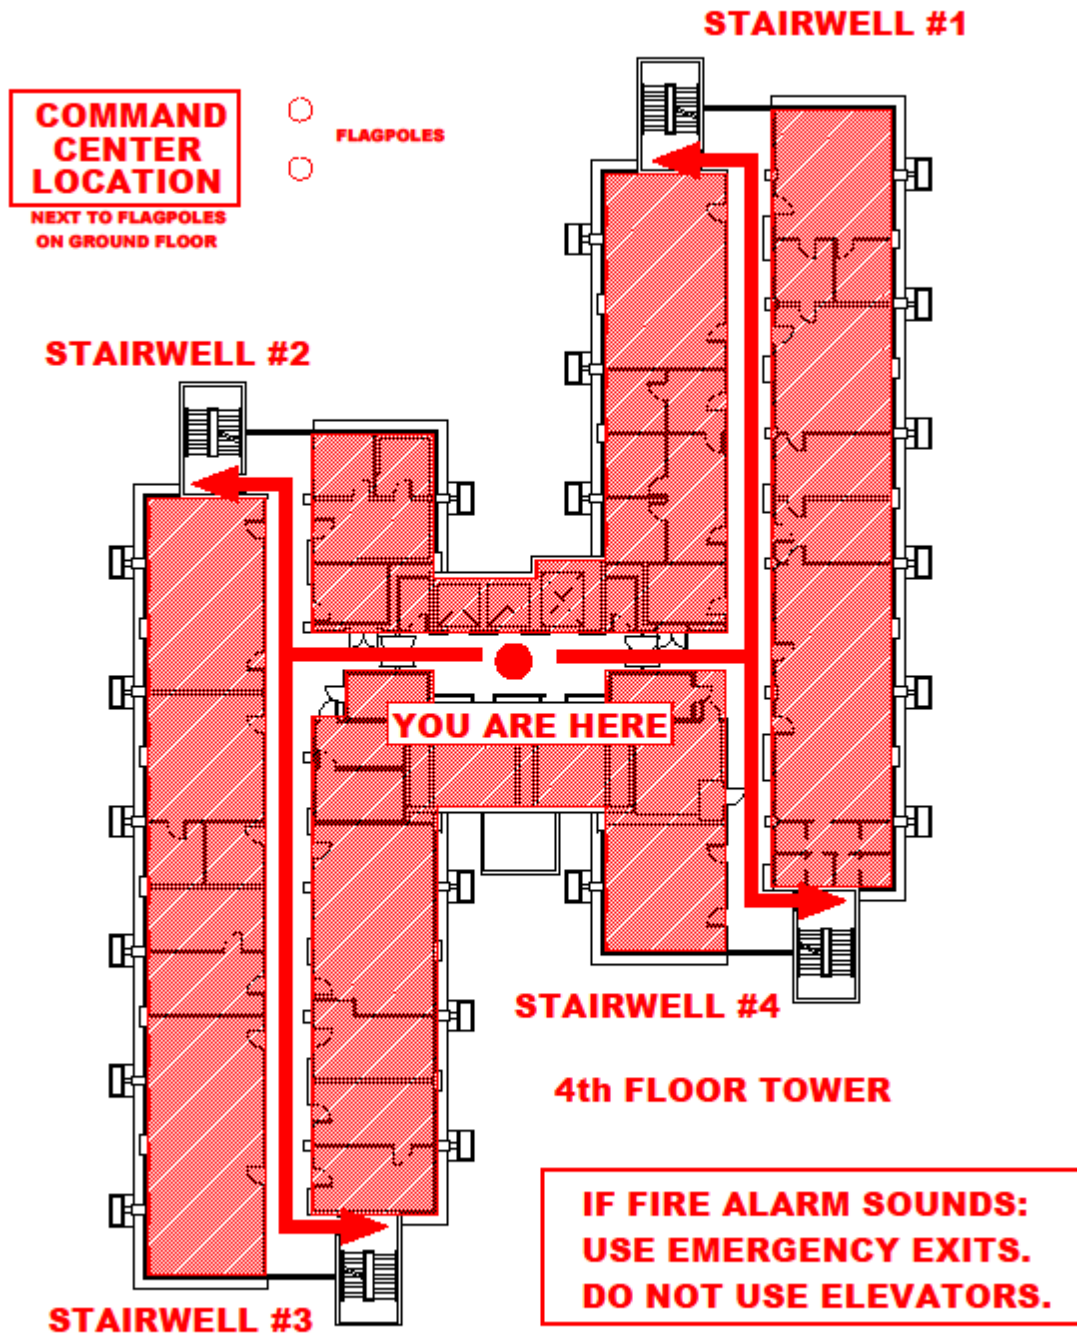 STAIRWELL #1
COMMAND
CENTER
LOCATION
FLAGPOLES
NEXT TO FLAGPOLES
ON GROUND FLOOR
STAIRWELL #2
YOU ARE HERE
STAIRWELL #4
4th FLOOR TOWER
IF FIRE ALARM SOUNDS:
USE EMERGENCY EXITS.
DO NOT USE ELEVATORS.
STAIRWELL #3